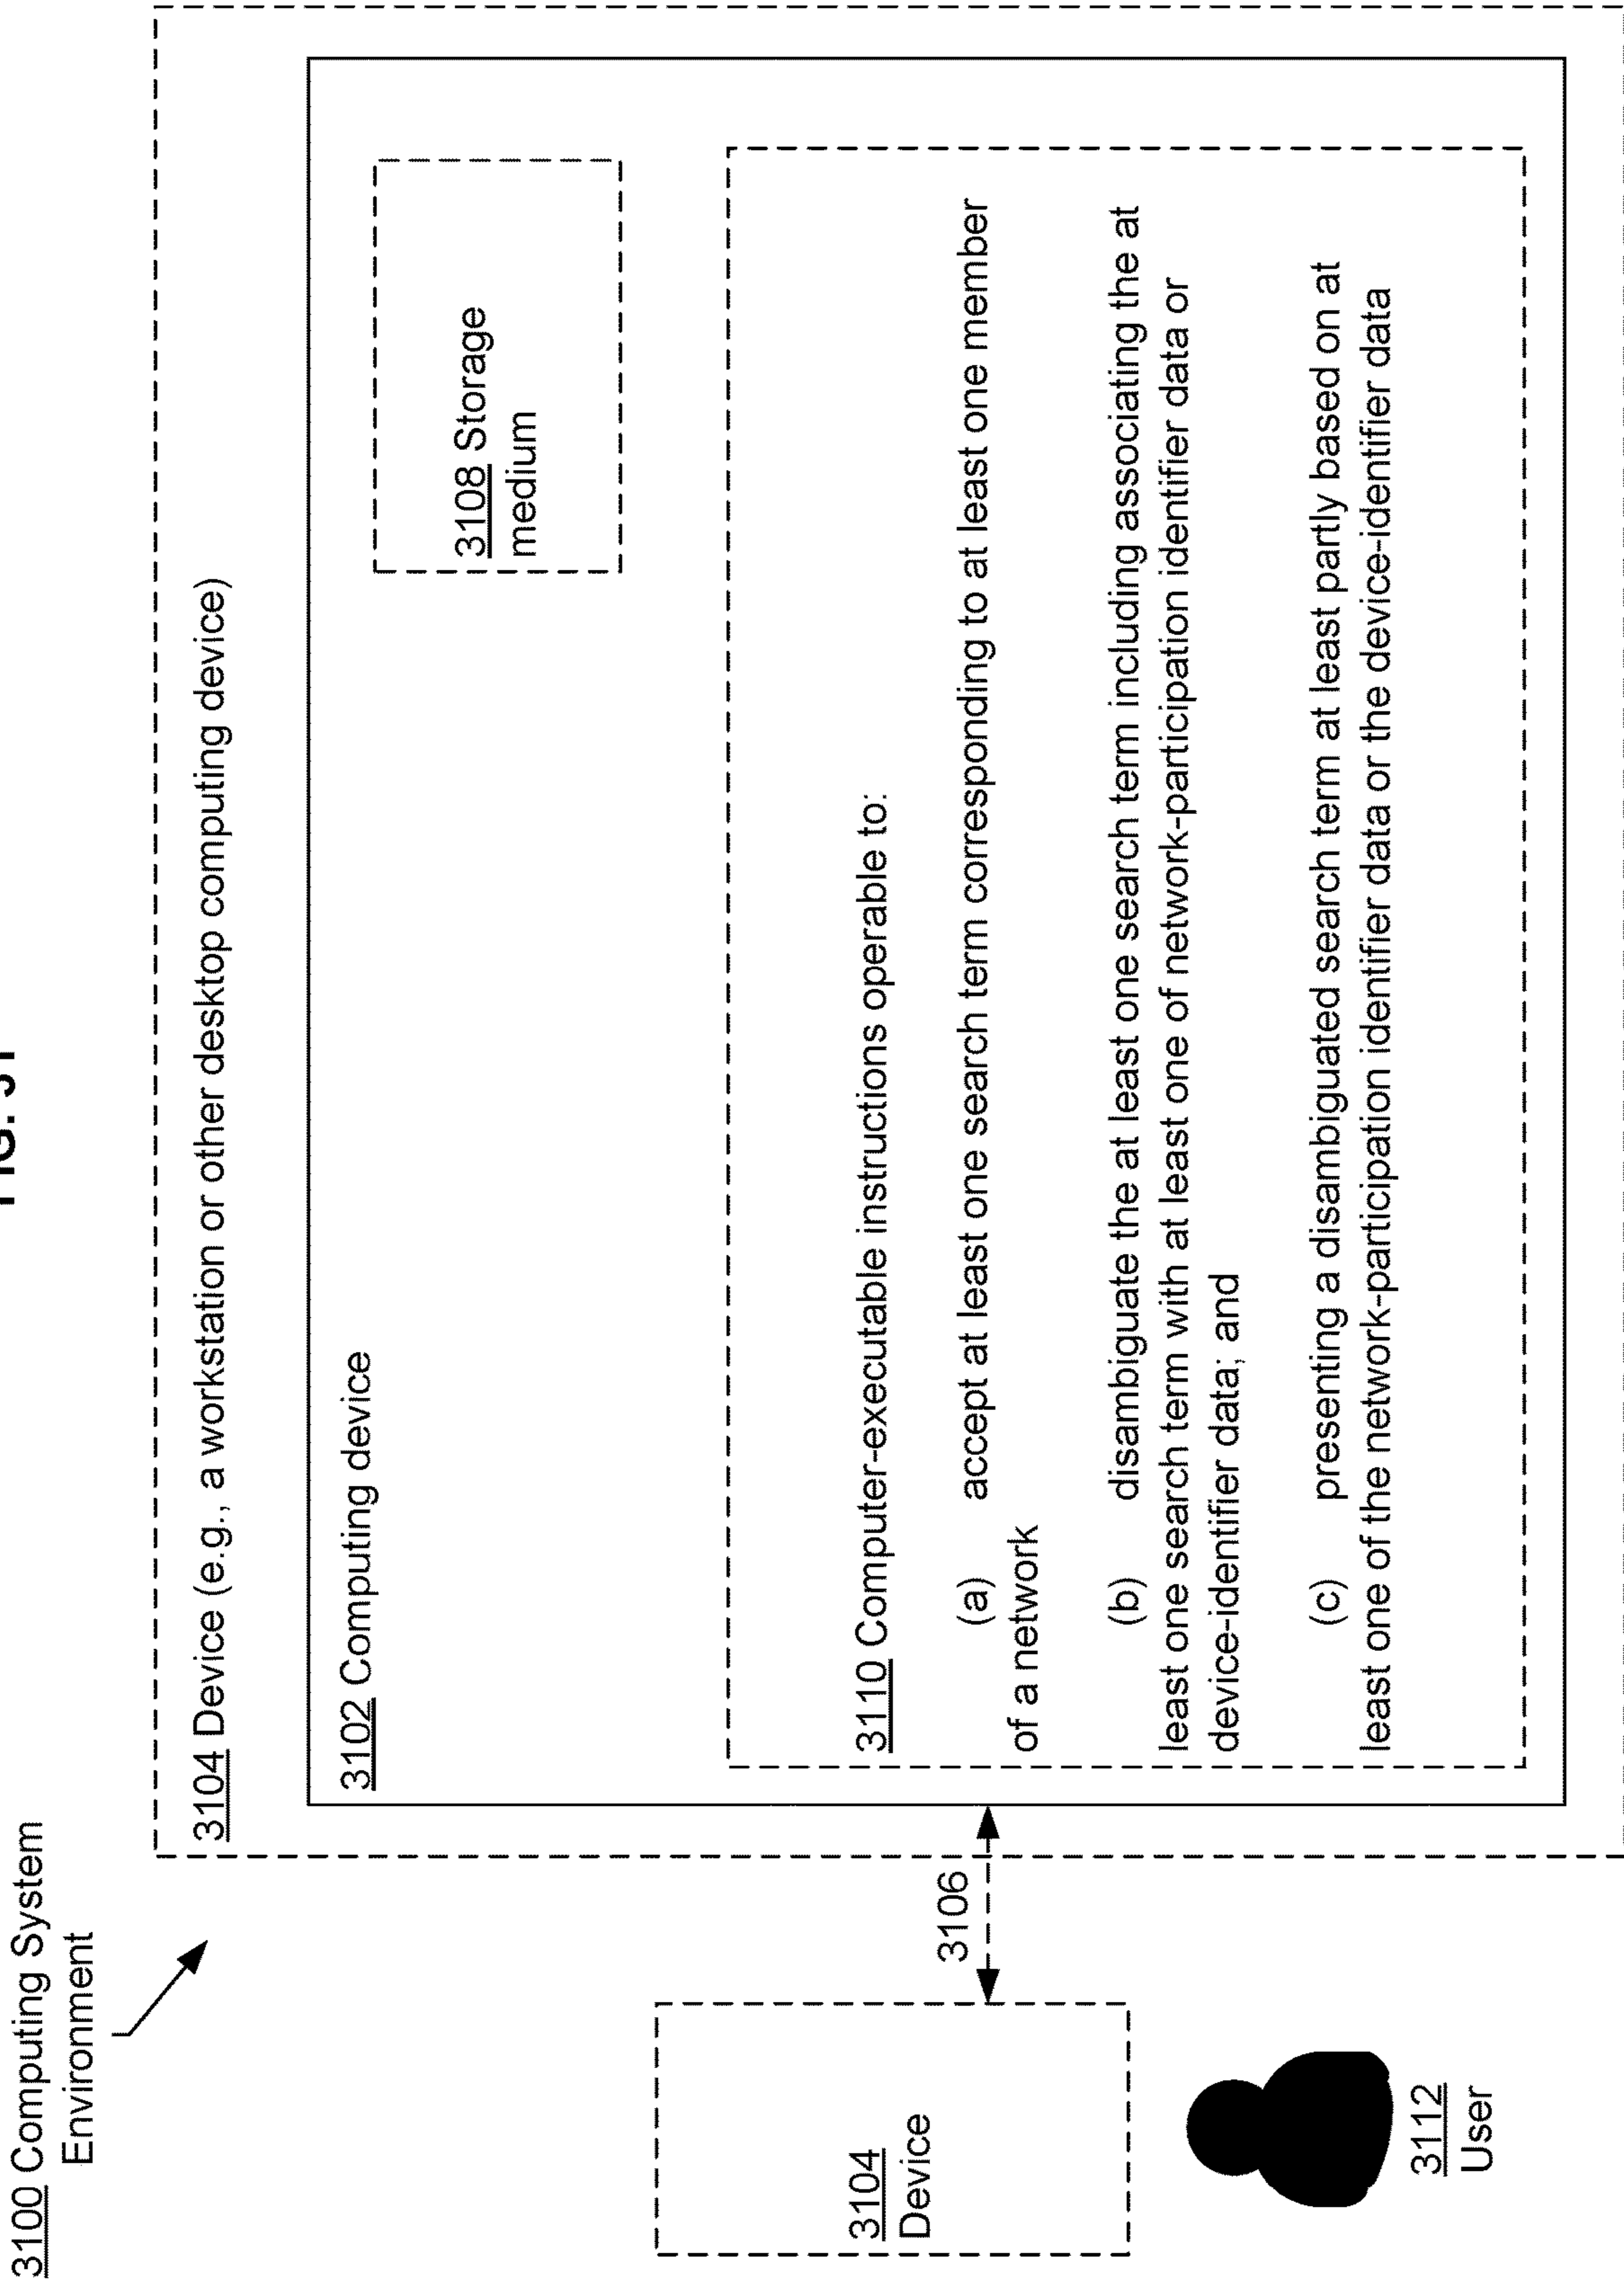 FIG. 31
3100 Computing System
Environment
3104 Device (e.g., a workstation or other desktop computing device)
3102 Computing device
3108 Storage
medium
3110 Computer-executable instructions operable to:
(a) accept at least one search term corresponding to at least one member
of a network
(b) disambiguate the at least one search term including associating the at
least one search term with at least one of network-participation identifier data or
device-identifier data; and
(c) presenting a disambiguated search term at least partly based on at
least one of the network-participation identifier data or the device-identifier data
3106
3104
Device
3112
User